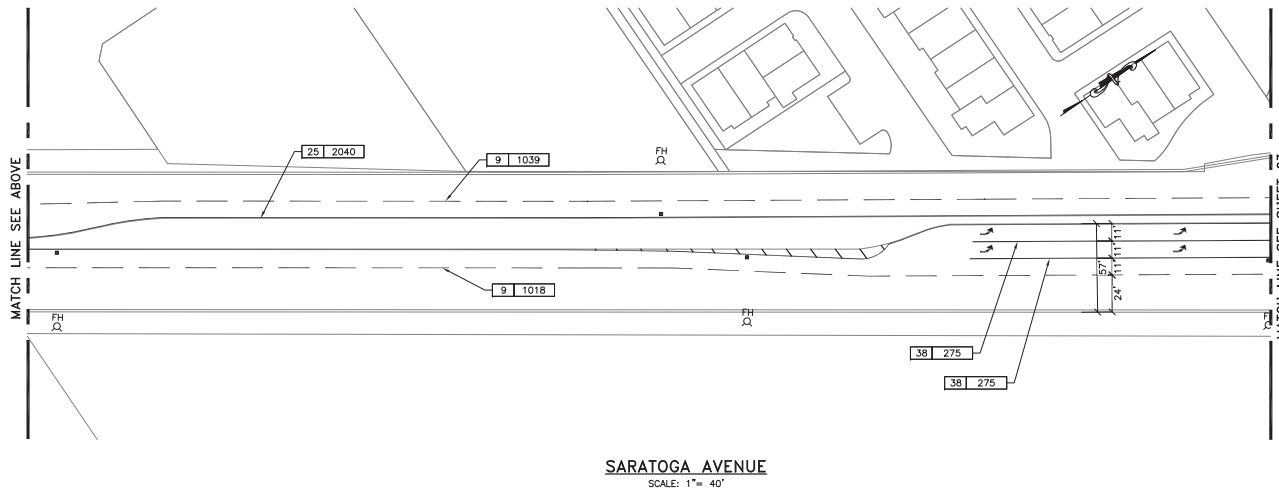 MATCH LINE SEE ABOVE
25 2040
9 1039
FH
9 1018
FH
FH
38 275
38 275
11'
11'
11'
57'
24'
SARATOGA AVENUE
SCALE: 1"= 40'